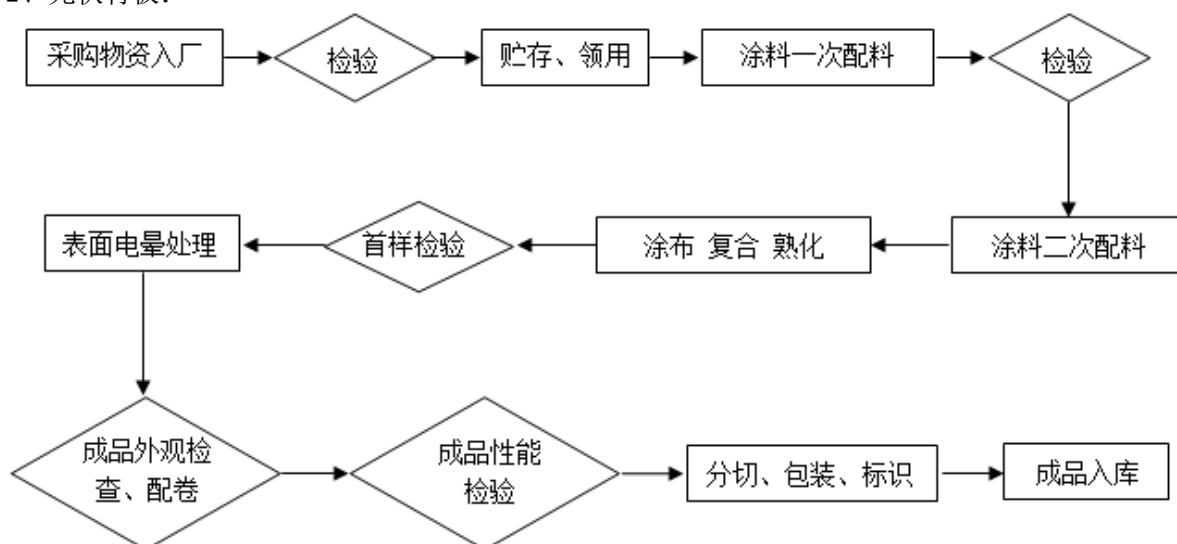 采购物资入厂
检验
贮存、领用
涂料一次配料
检验
涂料二次配料
涂布 复合 熟化
首样检验
表面电晕处理
成品外观检
查、配卷
成品性能
检验
分切、包装、标识
成品入库